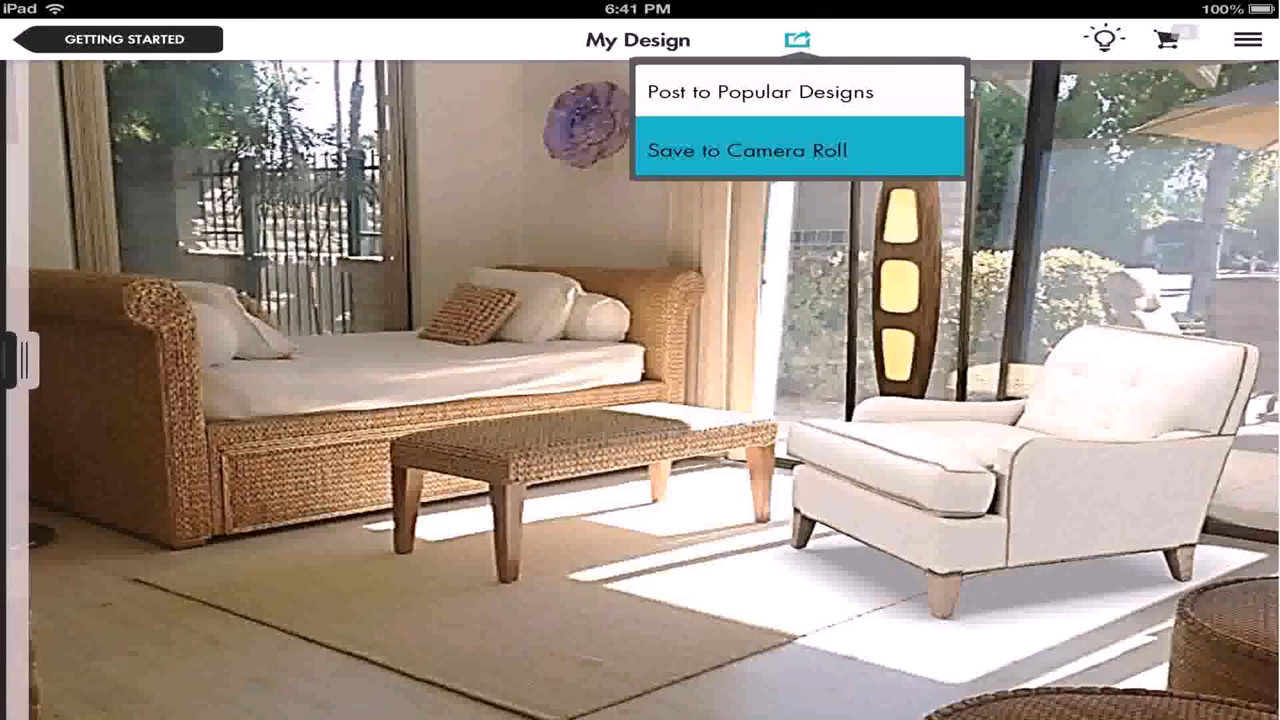 iPad 6:41 PM 100%
GETTING STARTED My Design
Post to Popular Designs
Save to Camera Roll